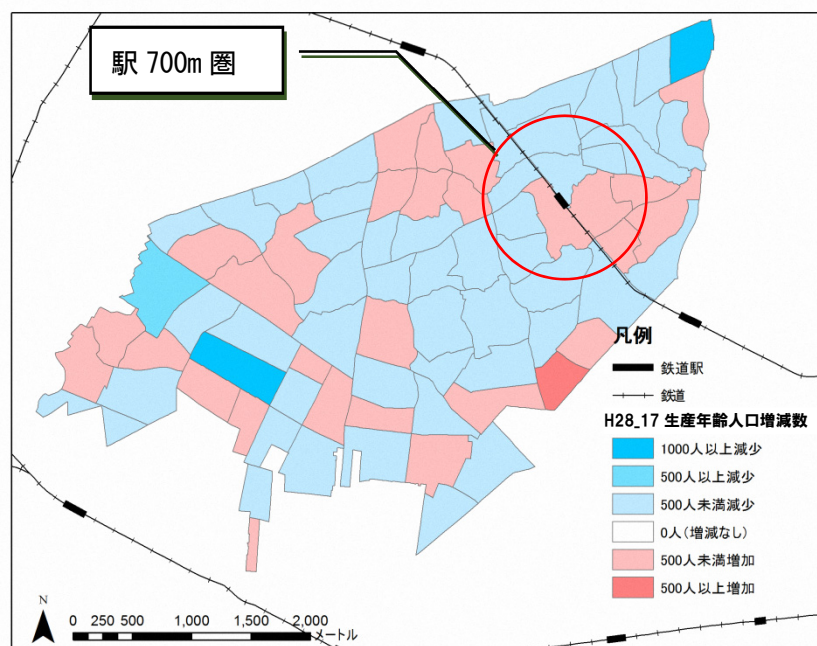 駅 700m 圏
凡例
鉄道駅
鉄道
H28_17 生産年齢人口増減数
1000人以上減少
500人以上減少
500人未満減少
0人(増減なし)
500人未満増加
500人以上増加
N
0 250 500 1,000 1,500 2,000
メートル